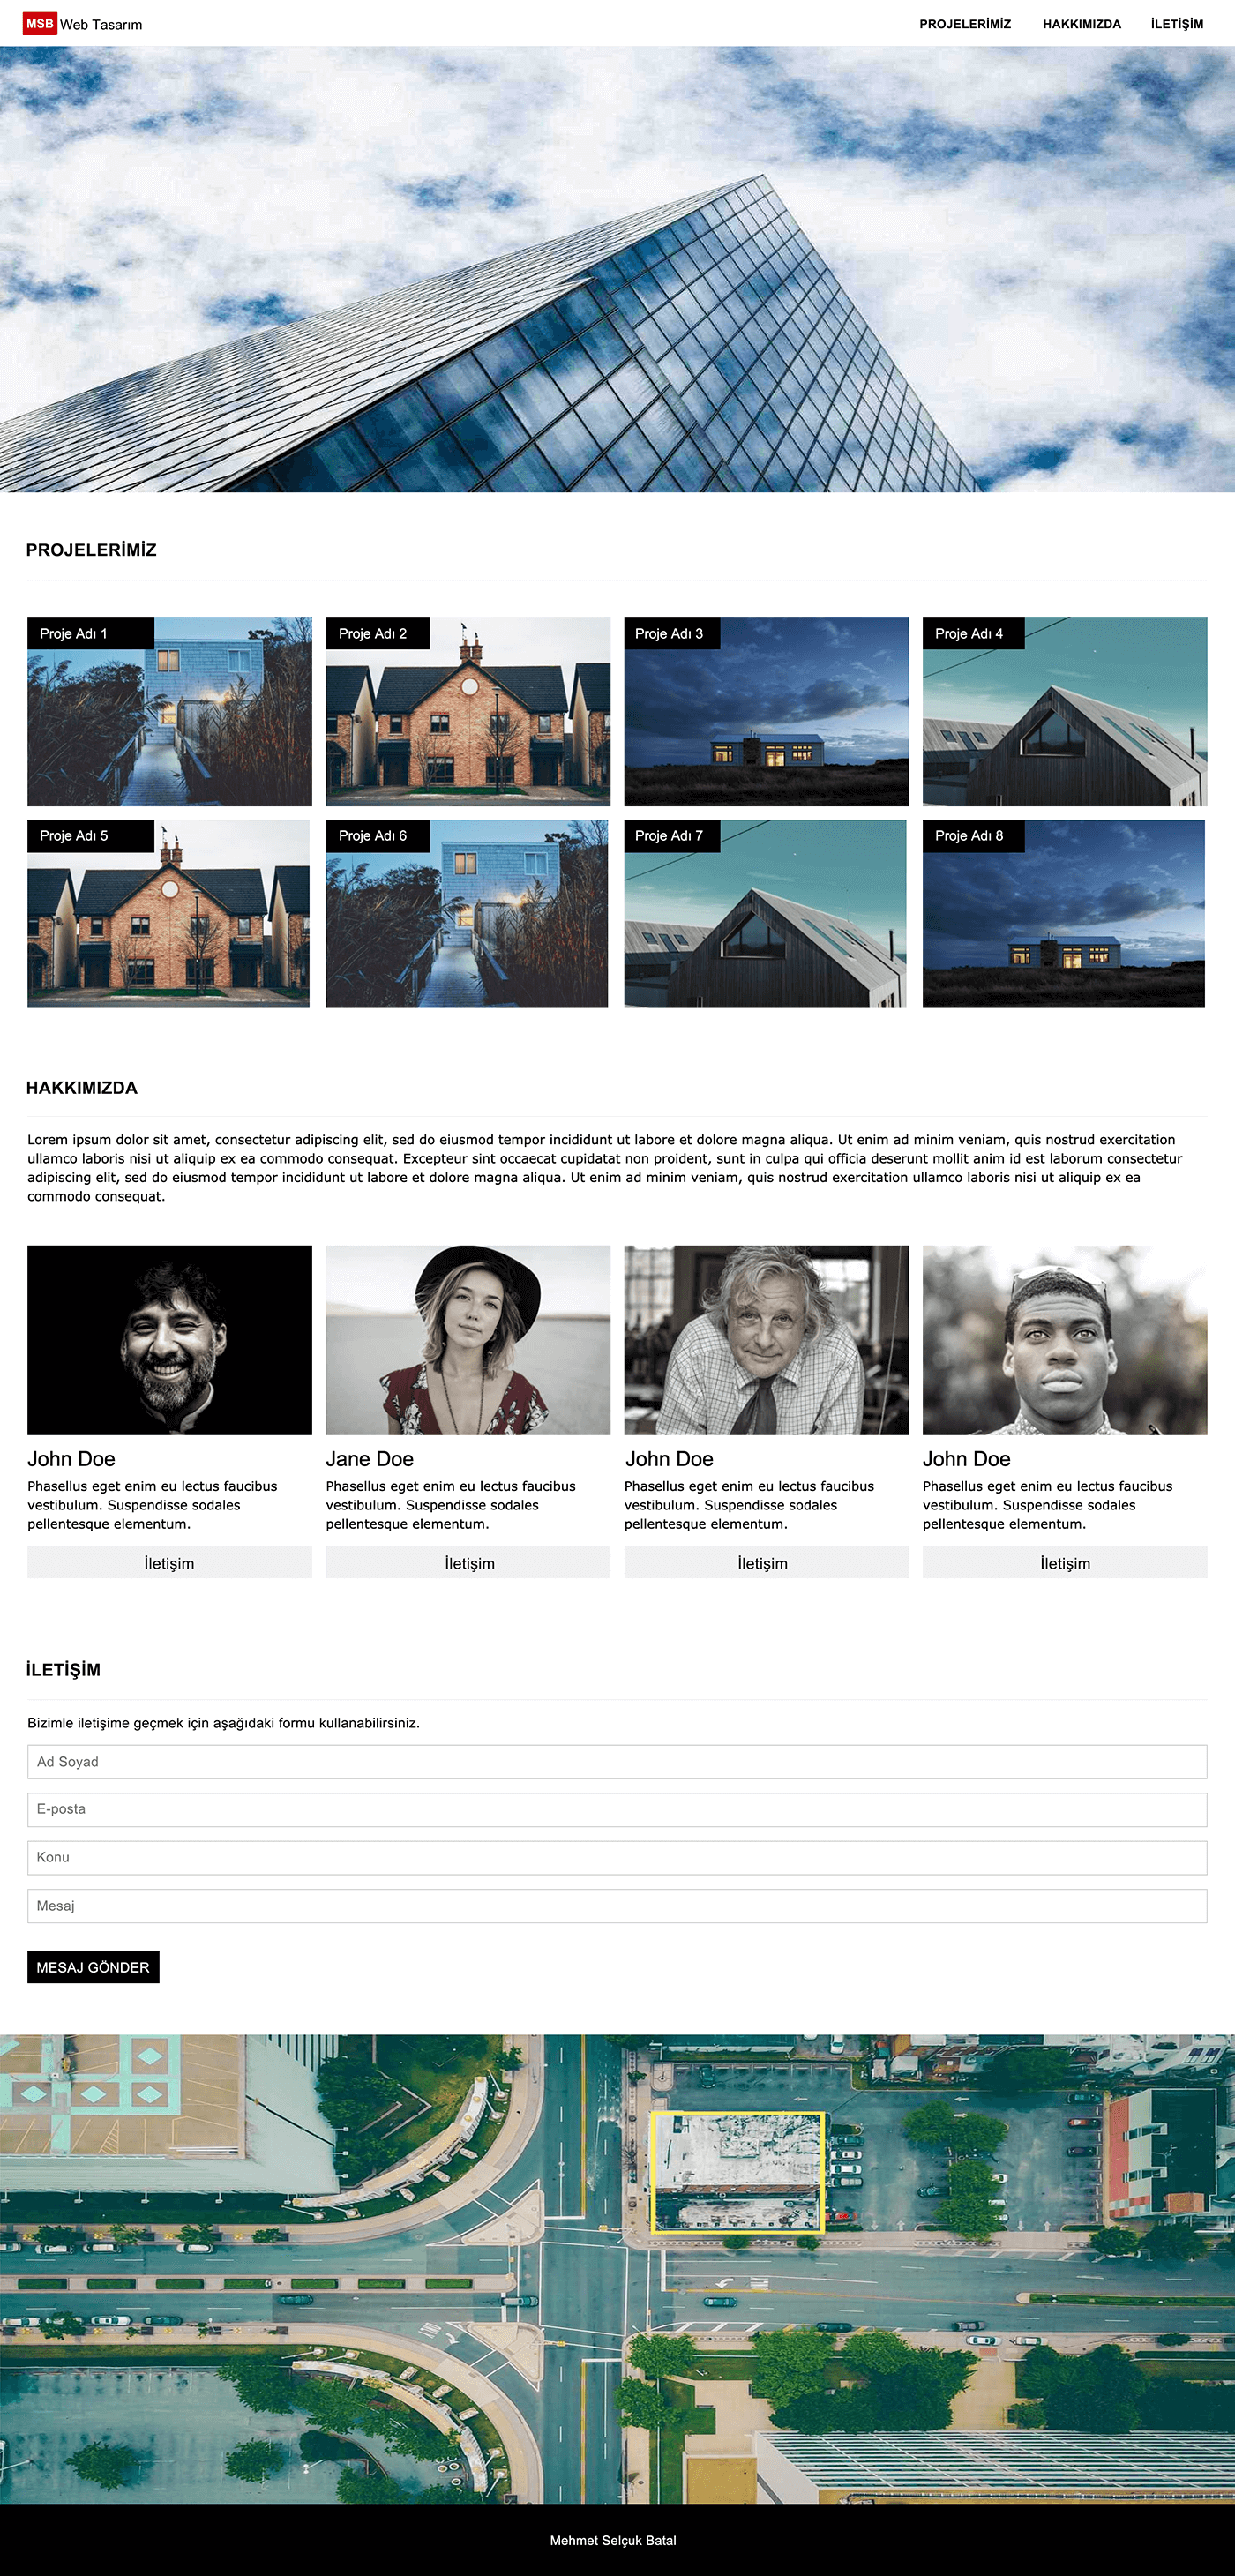 MSB Web Tasarım
PROJELERİMİZ
HAKKIMIZDA
İLETİŞİM
PROJELERİMİZ
Proje Adı 1
Proje Adı 2
Proje Adı 3
Proje Adı 4
Proje Adı 5
Proje Adı 6
Proje Adı 7
Proje Adı 8
HAKKIMIZDA
Lorem ipsum dolor sit amet, consectetur adipiscing elit, sed do eiusmod tempor incididunt ut labore et dolore magna aliqua. Ut enim ad minim veniam, quis nostrud exercitation
ullamco laboris nisi ut aliquip ex ea commodo consequat. Excepteur sint occaecat cupidatat non proident, sunt in culpa qui officia deserunt mollit anim id est laborum consectetur
adipiscing elit, sed do eiusmod tempor incididunt ut labore et dolore magna aliqua. Ut enim ad minim veniam, quis nostrud exercitation ullamco laboris nisi ut aliquip ex ea
commodo consequat.
John Doe
Phasellus eget enim eu lectus faucibus
vestibulum. Suspendisse sodales
pellentesque elementum.
İletişim
Jane Doe
Phasellus eget enim eu lectus faucibus
vestibulum. Suspendisse sodales
pellentesque elementum.
İletişim
John Doe
Phasellus eget enim eu lectus faucibus
vestibulum. Suspendisse sodales
pellentesque elementum.
İletişim
John Doe
Phasellus eget enim eu lectus faucibus
vestibulum. Suspendisse sodales
pellentesque elementum.
İletişim
İLETİŞİM
Bizimle iletişime geçmek için aşağıdaki formu kullanabilirsiniz.
Ad Soyad
E-posta
Konu
Mesaj
MESAJ GÖNDER
Mehmet Selçuk Batal